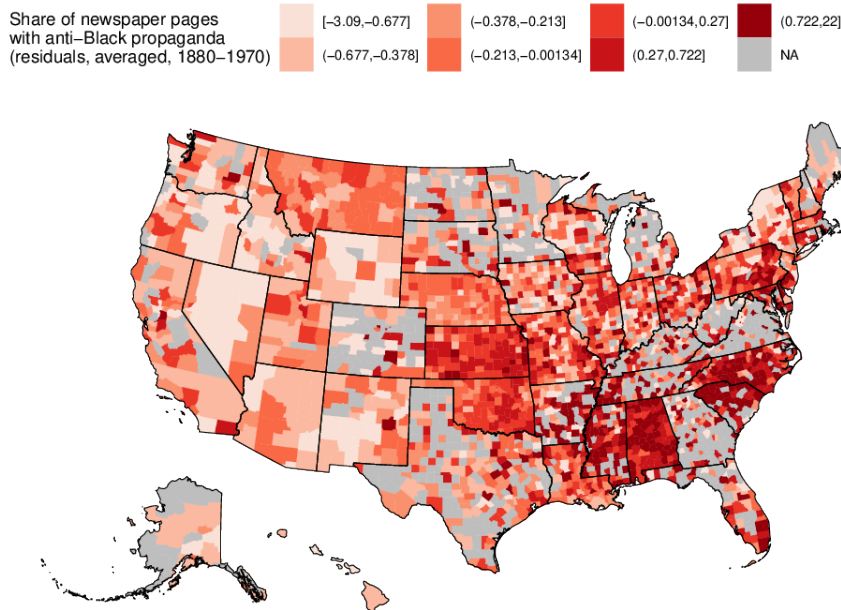 Share of newspaper pages
with anti−Black propaganda
(residuals, averaged, 1880−1970)
[−3.09,−0.677]
(−0.677,−0.378]
(−0.378,−0.213]
(−0.213,−0.00134]
(−0.00134,0.27]
(0.27,0.722]
(0.722,22]
NA